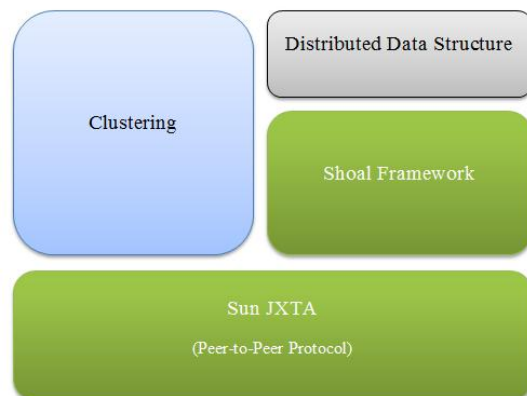 Clustering
Distributed Data Structure
Shoal Framework
Sun JXTA
(Peer-to-Peer Protocol)